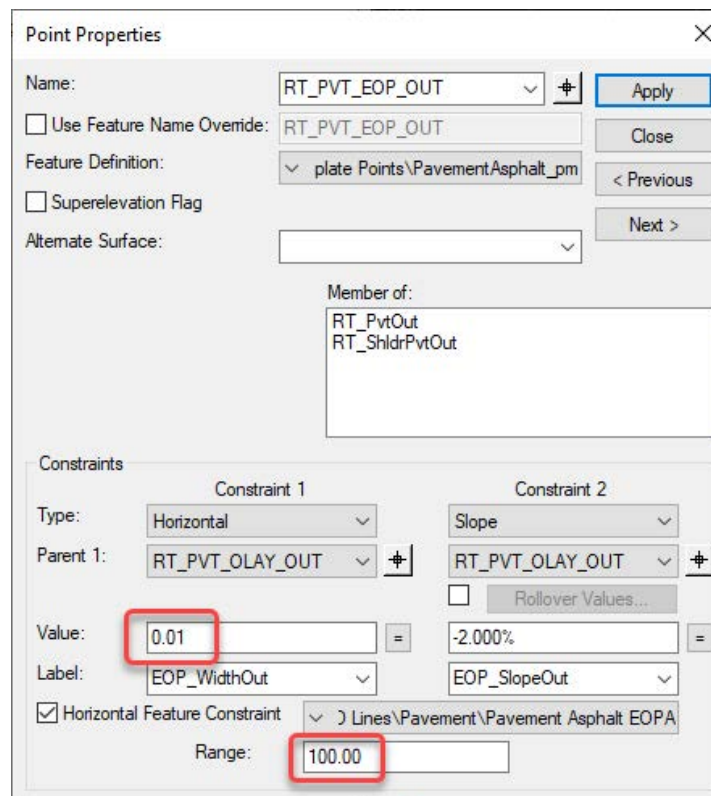 Point Properties
Name:
RT_PVT_EOP_OUT
Apply
Use Feature Name Override:
RT_PVT_EOP_OUT
Close
Feature Definition:
plate Points\PavementAsphalt_pm
< Previous
Superelevation Flag
Next >
Alternate Surface:
Member of:
RT_PvtOut
RT_ShldrPvtOut
Constraints
Constraint 1
Constraint 2
Type:
Horizontal
Slope
Parent 1:
RT_PVT_OLAY_OUT
RT_PVT_OLAY_OUT
Rollover Values...
Value:
0.01
=
-2.000%
=
Label:
EOP_WidthOut
EOP_SlopeOut
Horizontal Feature Constraint
Lines\Pavement\Pavement Asphalt EOPA
Range:
100.00